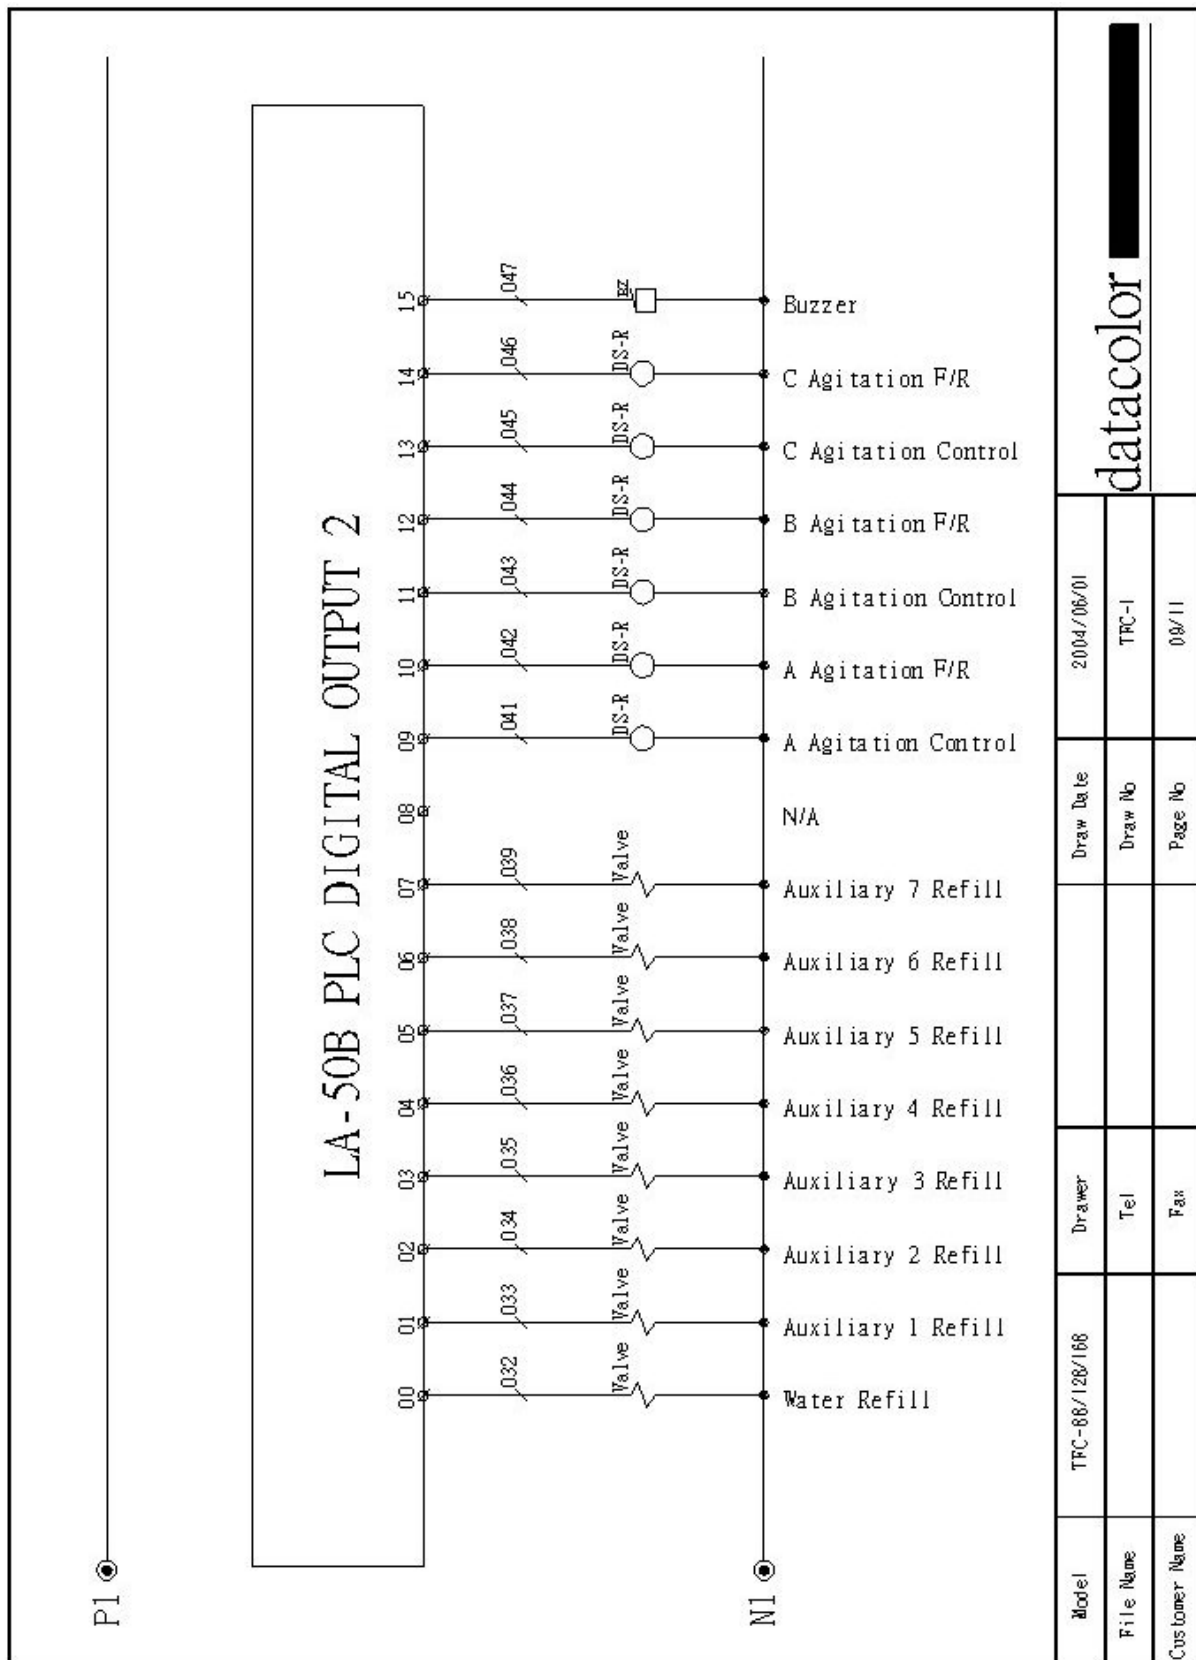 P1
LA-50B PLC DIGITAL OUTPUT 2
00 01 02 03 04 05 06 07 08 09 10 11 12 13 14 15
032 033 034 035 036 037 038 039 041 042 043 044 045 046 047
Valve Valve Valve Valve Valve Valve Valve Valve DS-R DS-R DS-R DS-R DS-R DS-R BZ
N1
Buzzer
C Agitation F/R
C Agitation Control
B Agitation F/R
B Agitation Control
A Agitation F/R
A Agitation Control
N/A
Auxiliary 7 Refill
Auxiliary 6 Refill
Auxiliary 5 Refill
Auxiliary 4 Refill
Auxiliary 3 Refill
Auxiliary 2 Refill
Auxiliary 1 Refill
Water Refill
Model TFC-88/128/168 Drawer Draw Date 2004/06/01
File Name Tel Draw No TFC-1
Customer Name Fax Page No 09/11
datacolor